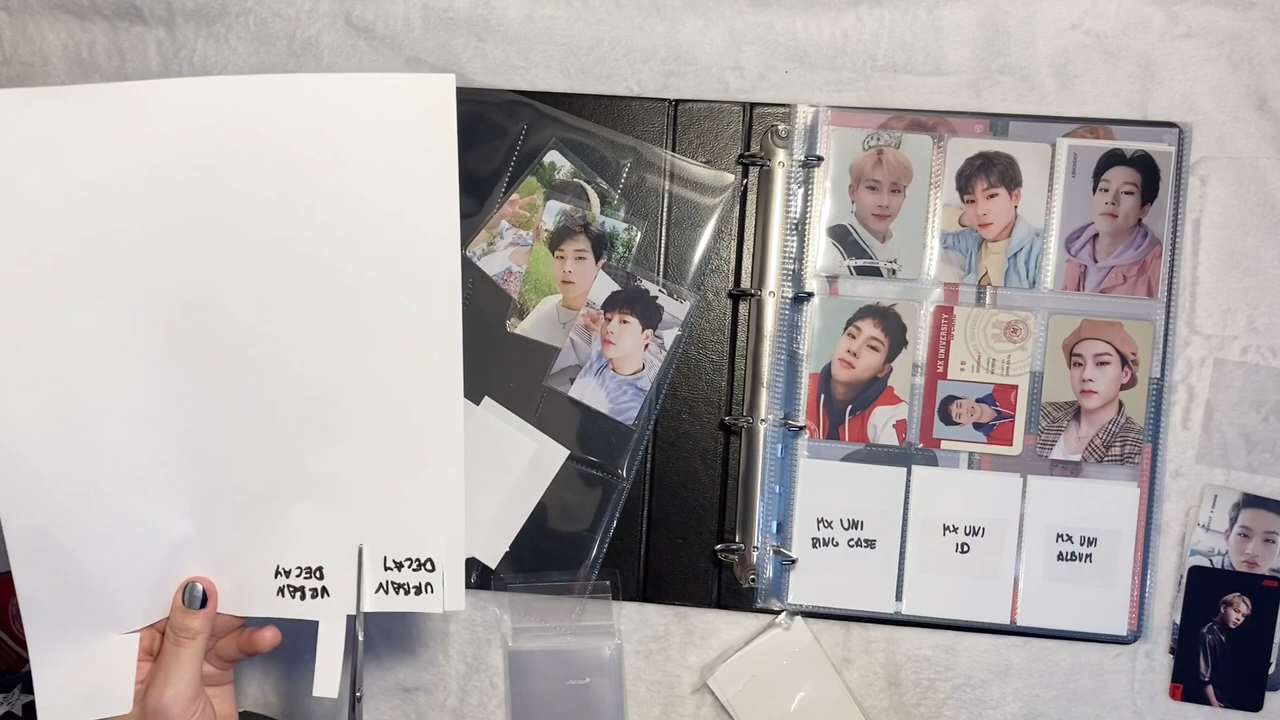 URBAN
DECAY
URBAN
DECAY
MX UNIVERSITY
MX UNI
RING CASE
MX UNI
ID
MX UNI
ALBUM